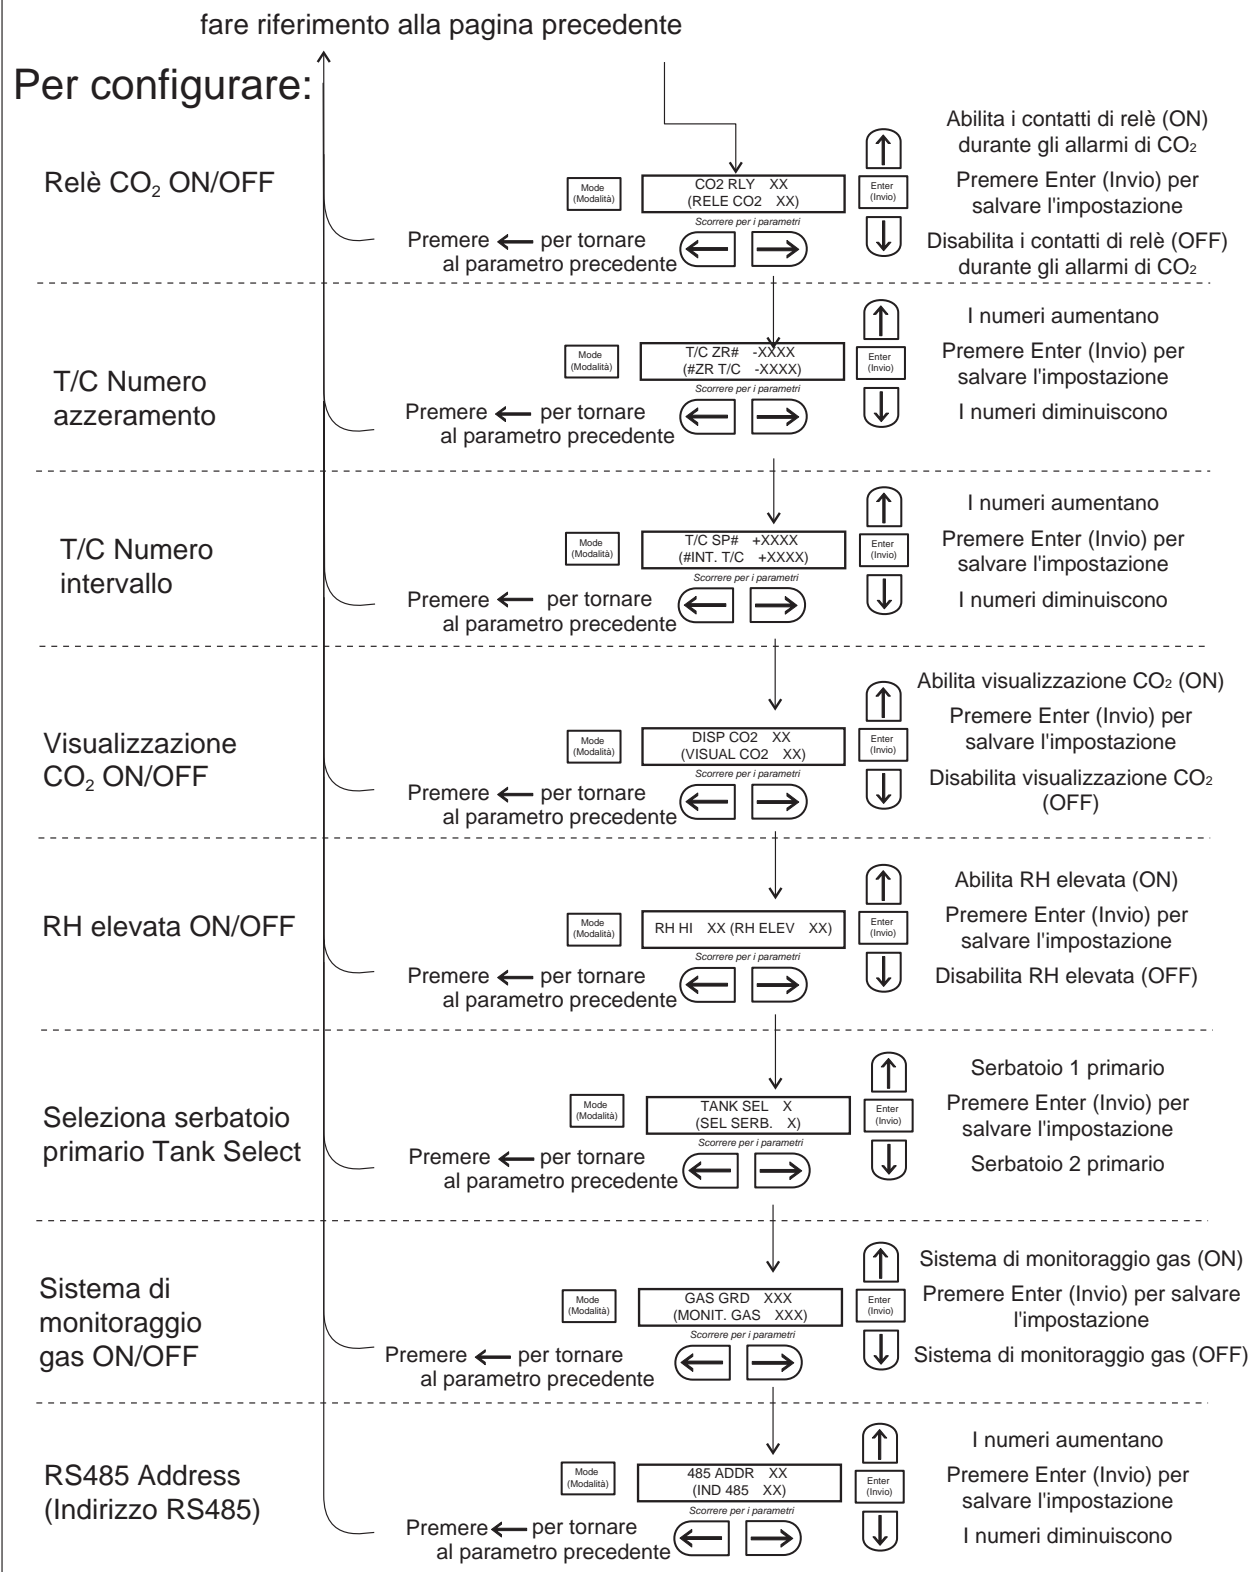 fare riferimento alla pagina precedente
Per configurare:
Relè CO₂ ON/OFF
Mode
(Modalità)
CO2 RLY XX
(RELE CO2 XX)
Scorrere per i parametri
Premere ← per tornare
al parametro precedente
Abilita i contatti di relè (ON)
durante gli allarmi di CO₂
Enter
(Invio)
Premere Enter (Invio) per
salvare l'impostazione
Disabilita i contatti di relè (OFF)
durante gli allarmi di CO₂
T/C Numero
azzeramento
Mode
(Modalità)
T/C ZR# -XXXX
(#ZR T/C -XXXX)
Scorrere per i parametri
Premere ← per tornare
al parametro precedente
I numeri aumentano
Enter
(Invio)
Premere Enter (Invio) per
salvare l'impostazione
I numeri diminuiscono
T/C Numero
intervallo
Mode
(Modalità)
T/C SP# +XXXX
(#INT. T/C +XXXX)
Scorrere per i parametri
Premere ← per tornare
al parametro precedente
I numeri aumentano
Enter
(Invio)
Premere Enter (Invio) per
salvare l'impostazione
I numeri diminuiscono
Visualizzazione
CO₂ ON/OFF
Mode
(Modalità)
DISP CO2 XX
(VISUAL CO2 XX)
Scorrere per i parametri
Premere ← per tornare
al parametro precedente
Abilita visualizzazione CO₂ (ON)
Enter
(Invio)
Premere Enter (Invio) per
salvare l'impostazione
Disabilita visualizzazione CO₂
(OFF)
RH elevata ON/OFF
Mode
(Modalità)
RH HI XX (RH ELEV XX)
Scorrere per i parametri
Premere ← per tornare
al parametro precedente
Abilita RH elevata (ON)
Enter
(Invio)
Premere Enter (Invio) per
salvare l'impostazione
Disabilita RH elevata (OFF)
Seleziona serbatoio
primario Tank Select
Mode
(Modalità)
TANK SEL X
(SEL SERB. X)
Scorrere per i parametri
Premere ← per tornare
al parametro precedente
Serbatoio 1 primario
Enter
(Invio)
Premere Enter (Invio) per
salvare l'impostazione
Serbatoio 2 primario
Sistema di
monitoraggio
gas ON/OFF
Mode
(Modalità)
GAS GRD XXX
(MONIT. GAS XXX)
Scorrere per i parametri
Premere ← per tornare
al parametro precedente
Sistema di monitoraggio gas (ON)
Enter
(Invio)
Premere Enter (Invio) per salvare
l'impostazione
Sistema di monitoraggio gas (OFF)
RS485 Address
(Indirizzo RS485)
Mode
(Modalità)
485 ADDR XX
(IND 485 XX)
Scorrere per i parametri
Premere ← per tornare
al parametro precedente
I numeri aumentano
Enter
(Invio)
Premere Enter (Invio) per
salvare l'impostazione
I numeri diminuiscono